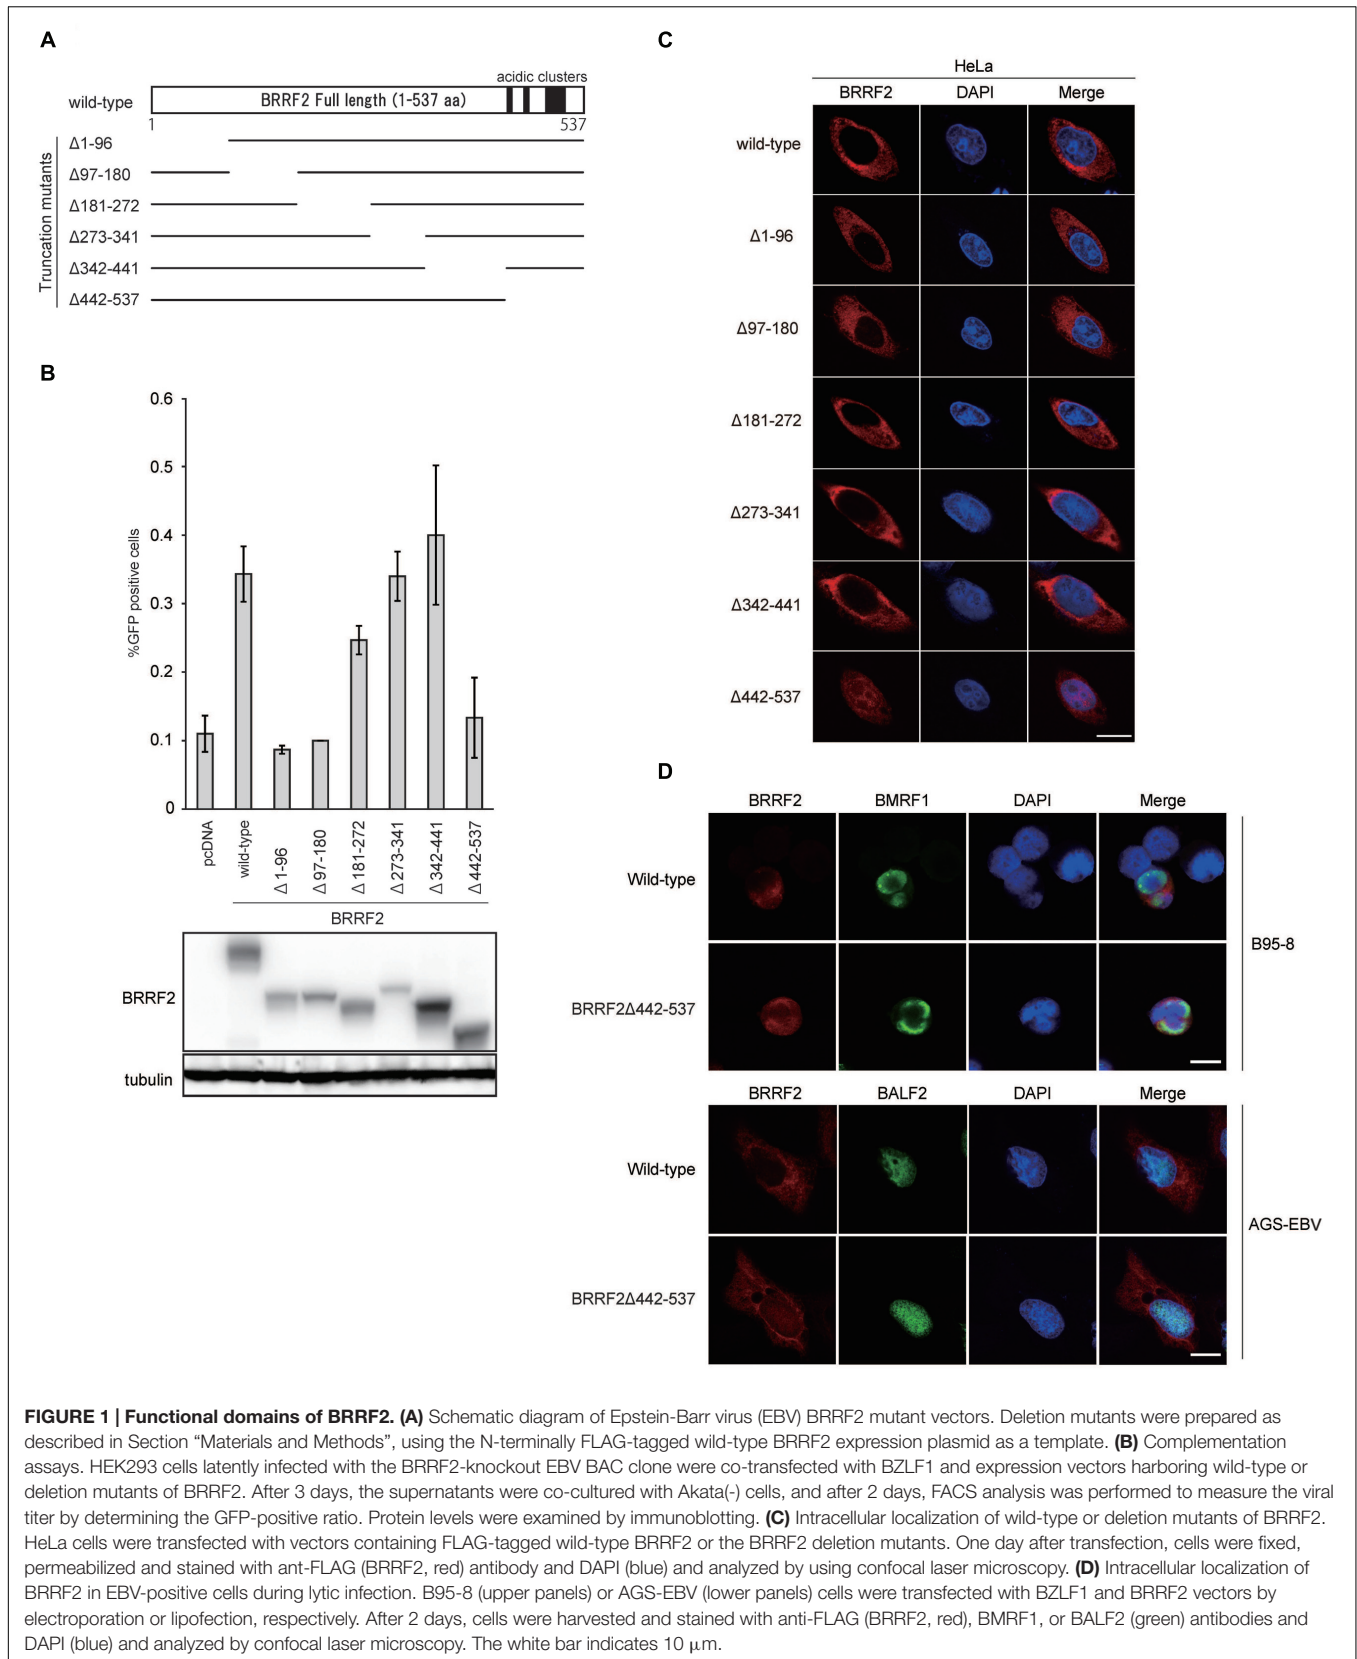 A
acidic clusters
wild-type
BRRF2 Full length (1-537 aa)
1
537
Truncation mutants
Δ1-96
Δ97-180
Δ181-272
Δ273-341
Δ342-441
Δ442-537
B
%GFP positive cells
0.6
0.5
0.4
0.3
0.2
0.1
0
pcDNA
wild-type
Δ 1-96
Δ 97-180
Δ 181-272
Δ 273-341
Δ 342-441
Δ 442-537
BRRF2
BRRF2
tubulin
C
HeLa
BRRF2 DAPI Merge
wild-type
Δ1-96
Δ97-180
Δ181-272
Δ273-341
Δ342-441
Δ442-537
D
BRRF2 BMRF1 DAPI Merge
Wild-type
BRRF2Δ442-537
B95-8
BRRF2 BALF2 DAPI Merge
Wild-type
BRRF2Δ442-537
AGS-EBV
FIGURE 1 | Functional domains of BRRF2. (A) Schematic diagram of Epstein-Barr virus (EBV) BRRF2 mutant vectors. Deletion mutants were prepared as
described in Section “Materials and Methods”, using the N-terminally FLAG-tagged wild-type BRRF2 expression plasmid as a template. (B) Complementation
assays. HEK293 cells latently infected with the BRRF2-knockout EBV BAC clone were co-transfected with BZLF1 and expression vectors harboring wild-type or
deletion mutants of BRRF2. After 3 days, the supernatants were co-cultured with Akata(-) cells, and after 2 days, FACS analysis was performed to measure the viral
titer by determining the GFP-positive ratio. Protein levels were examined by immunoblotting. (C) Intracellular localization of wild-type or deletion mutants of BRRF2.
HeLa cells were transfected with vectors containing FLAG-tagged wild-type BRRF2 or the BRRF2 deletion mutants. One day after transfection, cells were fixed,
permeabilized and stained with ant-FLAG (BRRF2, red) antibody and DAPI (blue) and analyzed by using confocal laser microscopy. (D) Intracellular localization of
BRRF2 in EBV-positive cells during lytic infection. B95-8 (upper panels) or AGS-EBV (lower panels) cells were transfected with BZLF1 and BRRF2 vectors by
electroporation or lipofection, respectively. After 2 days, cells were harvested and stained with anti-FLAG (BRRF2, red), BMRF1, or BALF2 (green) antibodies and
DAPI (blue) and analyzed by confocal laser microscopy. The white bar indicates 10 μm.